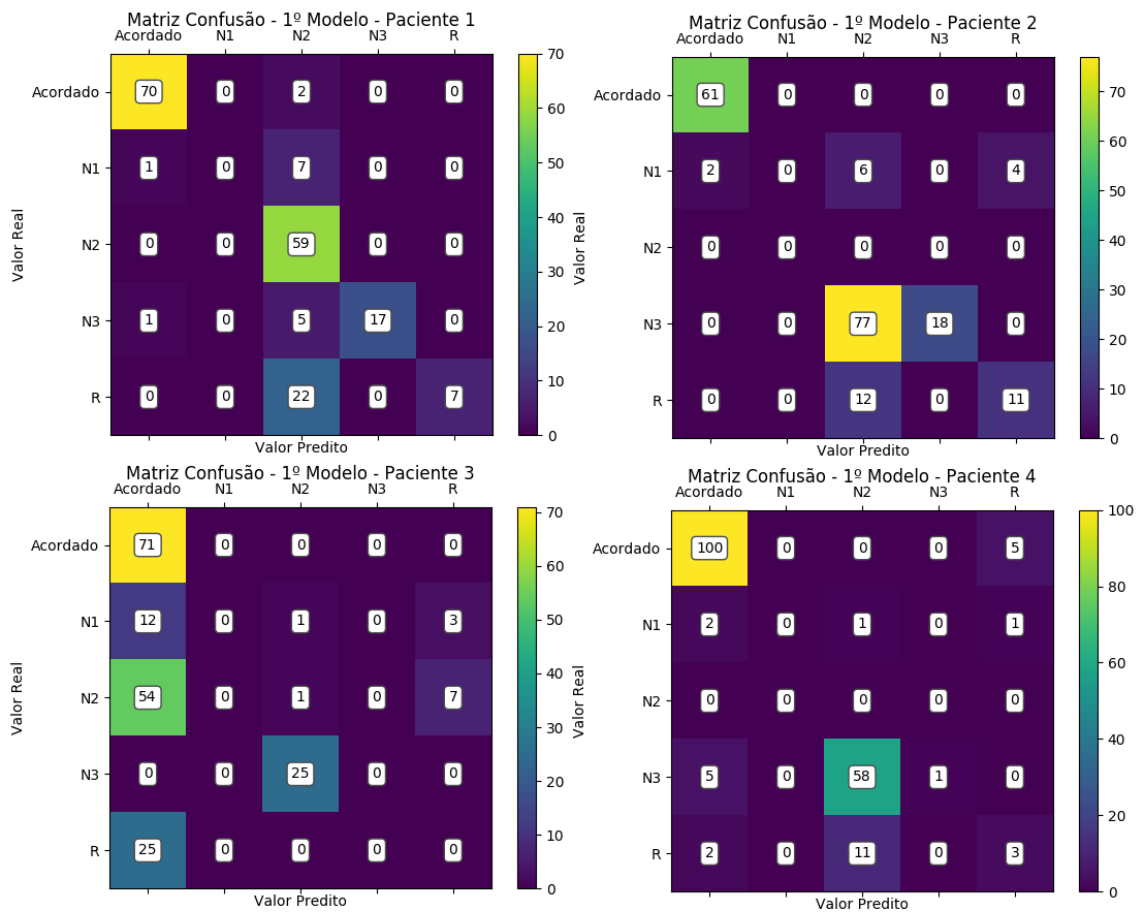 Matriz Confusão - 1º Modelo - Paciente 1
Acordado N1 N2 N3 R
Acordado 70 0 2 0 0
N1 1 0 7 0 0
N2 0 0 59 0 0
N3 1 0 5 17 0
R 0 0 22 0 7
Valor Real
Valor Predito
70
60
50
40
30
20
10
0
Matriz Confusão - 1º Modelo - Paciente 2
Acordado N1 N2 N3 R
Acordado 61 0 0 0 0
N1 2 0 6 0 4
N2 0 0 0 0 0
N3 0 0 77 18 0
R 0 0 12 0 11
Valor Real
Valor Predito
70
60
50
40
30
20
10
0
Matriz Confusão - 1º Modelo - Paciente 3
Acordado N1 N2 N3 R
Acordado 71 0 0 0 0
N1 12 0 1 0 3
N2 54 0 1 0 7
N3 0 0 25 0 0
R 25 0 0 0 0
Valor Real
Valor Predito
70
60
50
40
30
20
10
0
Matriz Confusão - 1º Modelo - Paciente 4
Acordado N1 N2 N3 R
Acordado 100 0 0 0 5
N1 2 0 1 0 1
N2 0 0 0 0 0
N3 5 0 58 1 0
R 2 0 11 0 3
Valor Real
Valor Predito
100
80
60
40
20
0